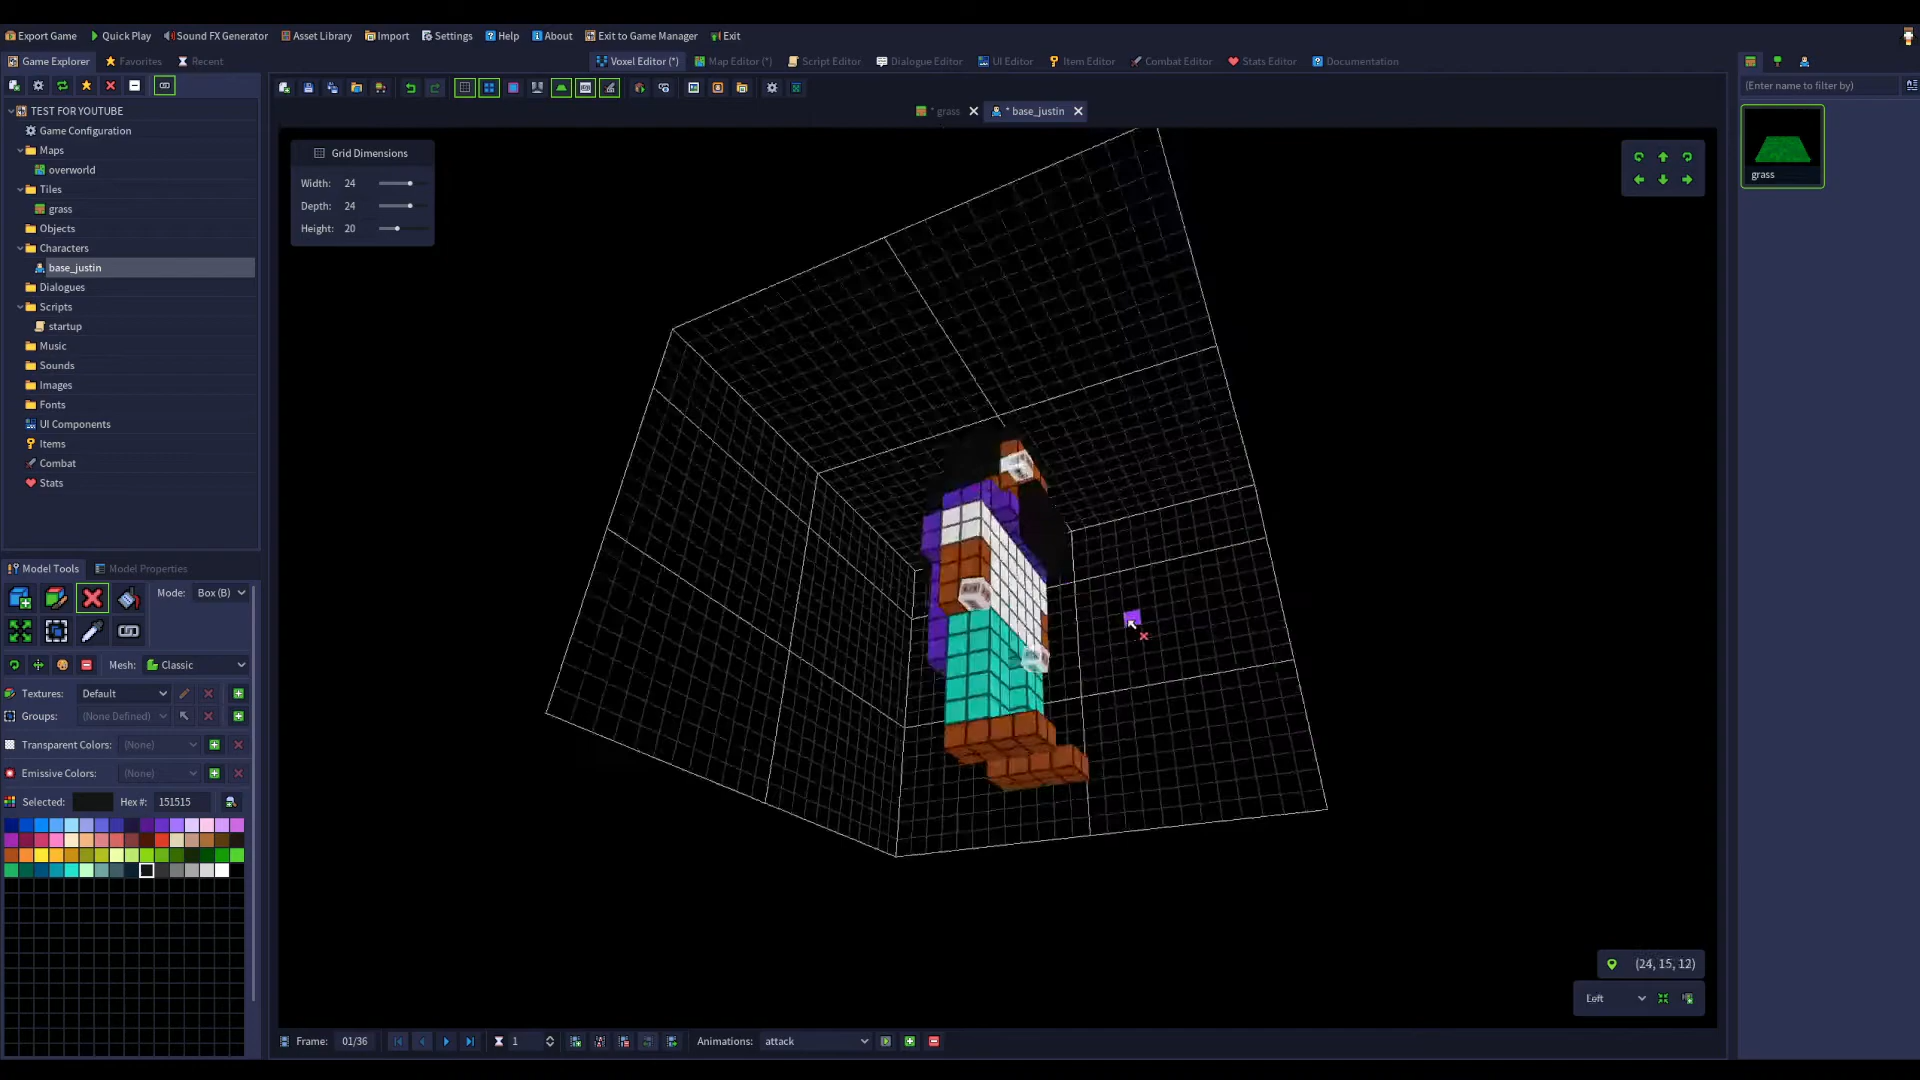 Export Game Quick Play Sound FX Generator Asset Library Import Settings Help About Exit to Game Manager Exit
Game Explorer Favorites Recent
Voxel Editor (*) Map Editor (*) Script Editor Dialogue Editor UI Editor Item Editor Combat Editor Stats Editor Documentation
(Enter name to filter by)
* grass * base_justin
TEST FOR YOUTUBE
Game Configuration
Maps
overworld
Tiles
grass
Objects
Characters
base_justin
Dialogues
Scripts
startup
Music
Sounds
Images
Fonts
UI Components
Items
Combat
Stats
Grid Dimensions
Width: 24
Depth: 24
Height: 20
grass
Model Tools Model Properties
Mode: Box (B)
Mesh: Classic
Textures: Default
Groups: (None Defined)
Transparent Colors: (None)
Emissive Colors: (None)
Selected: Hex #: 151515
(24, 15, 12)
Left
Frame: 01/36 1 Animations: attack